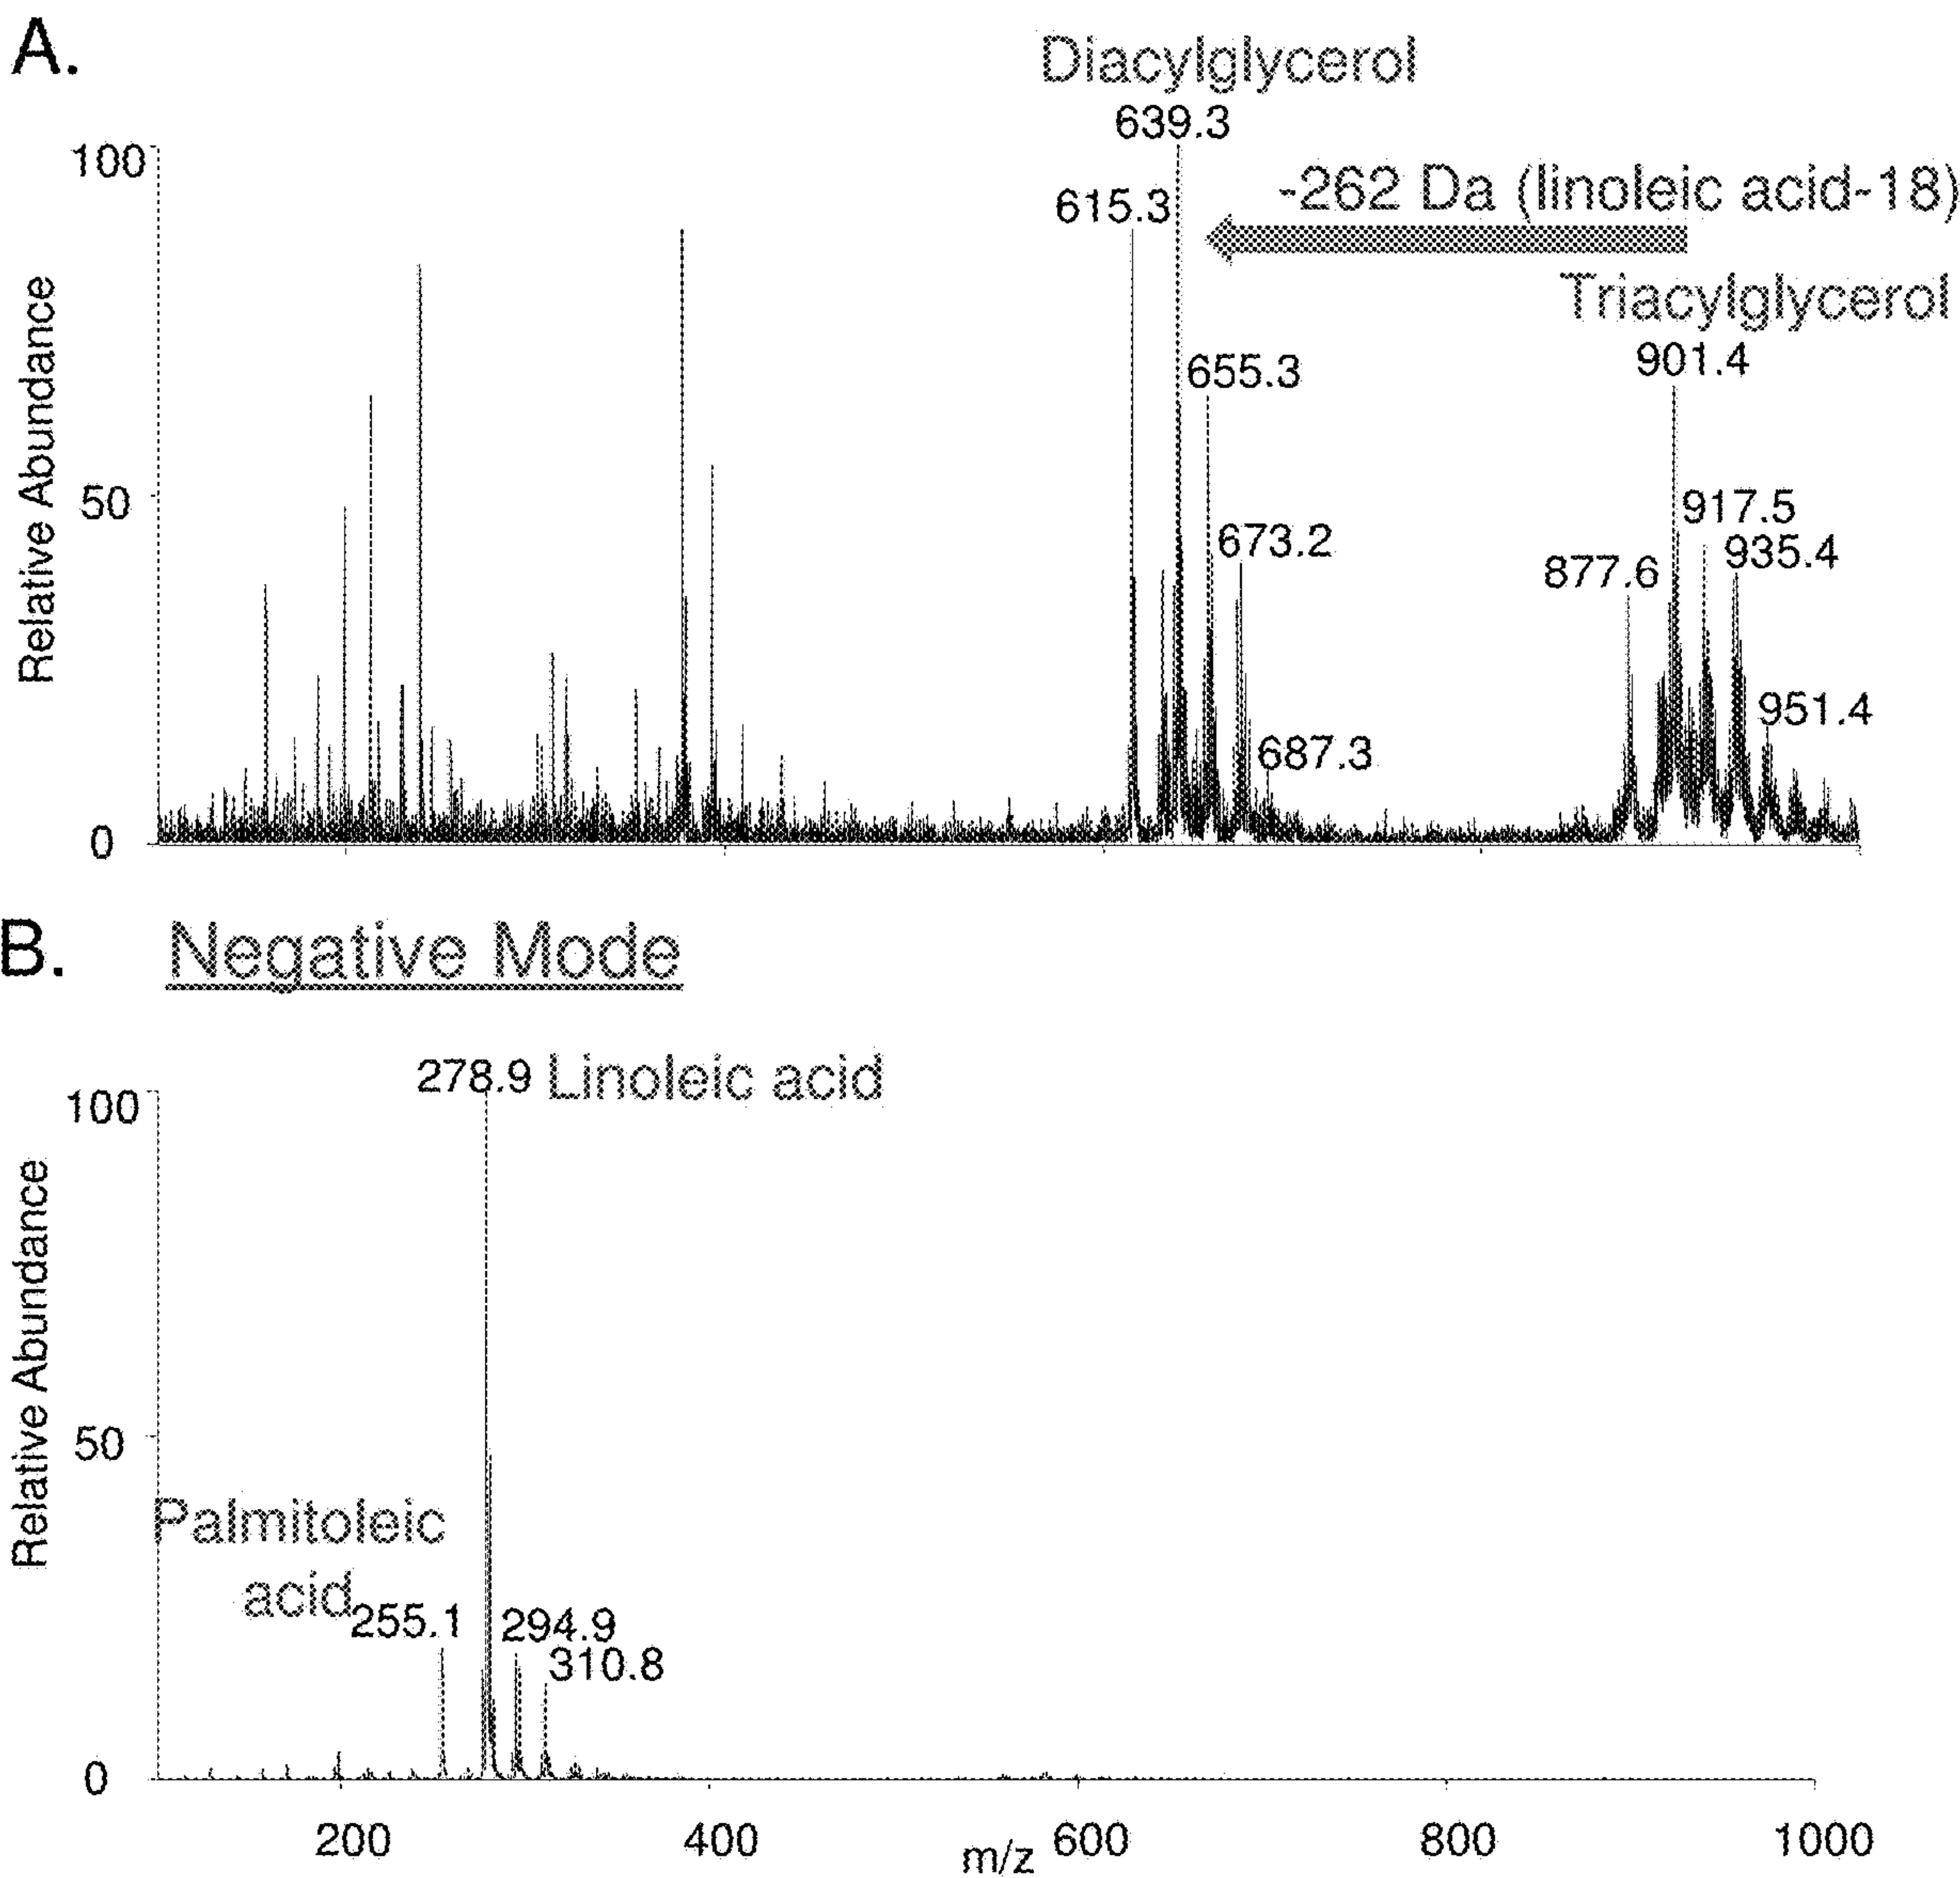 A.
Diacylglycerol
639.3
615.3
-262 Da (linoleic acid-18)
Triacylglycerol
901.4
655.3
917.5
935.4
673.2
877.6
951.4
687.3
100
50
0
Relative Abundance
B. Negative Mode
278.9 Linoleic acid
Palmitoleic
acid
255.1
294.9
310.8
100
50
0
Relative Abundance
200 400 600 800 1000
m/z